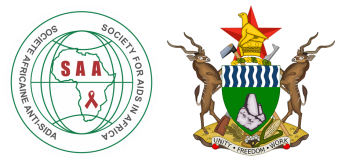 SOCIETE AFRICAINE ANTI-SIDA
SOCIETY FOR AIDS IN AFRICA
SAA
UNITY FREEDOM WORK